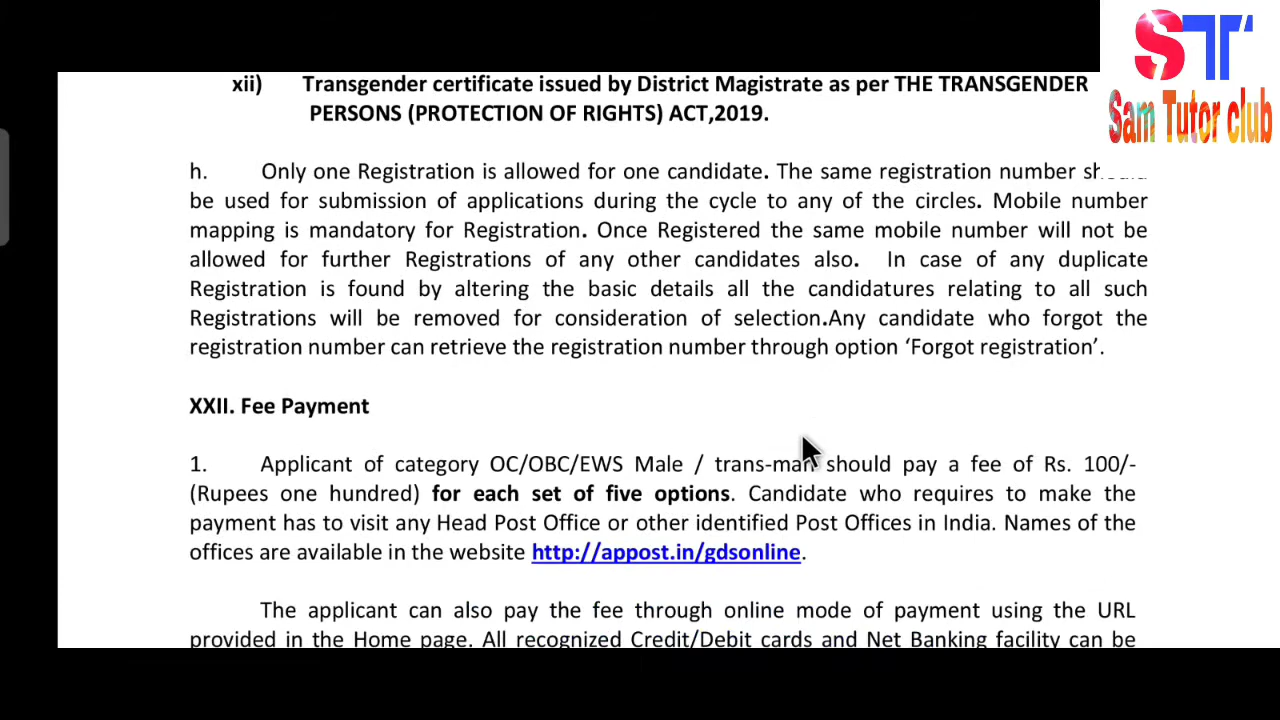 ST
Sam Tutor club
xii) Transgender certificate issued by District Magistrate as per THE TRANSGENDER
PERSONS (PROTECTION OF RIGHTS) ACT,2019.
h. Only one Registration is allowed for one candidate. The same registration number should
be used for submission of applications during the cycle to any of the circles. Mobile number
mapping is mandatory for Registration. Once Registered the same mobile number will not be
allowed for further Registrations of any other candidates also. In case of any duplicate
Registration is found by altering the basic details all the candidatures relating to all such
Registrations will be removed for consideration of selection.Any candidate who forgot the
registration number can retrieve the registration number through option ‘Forgot registration’.
XXII. Fee Payment
1. Applicant of category OC/OBC/EWS Male / trans-man should pay a fee of Rs. 100/-
(Rupees one hundred) for each set of five options. Candidate who requires to make the
payment has to visit any Head Post Office or other identified Post Offices in India. Names of the
offices are available in the website http://appost.in/gdsonline.
The applicant can also pay the fee through online mode of payment using the URL
provided in the Home page. All recognized Credit/Debit cards and Net Banking facility can be